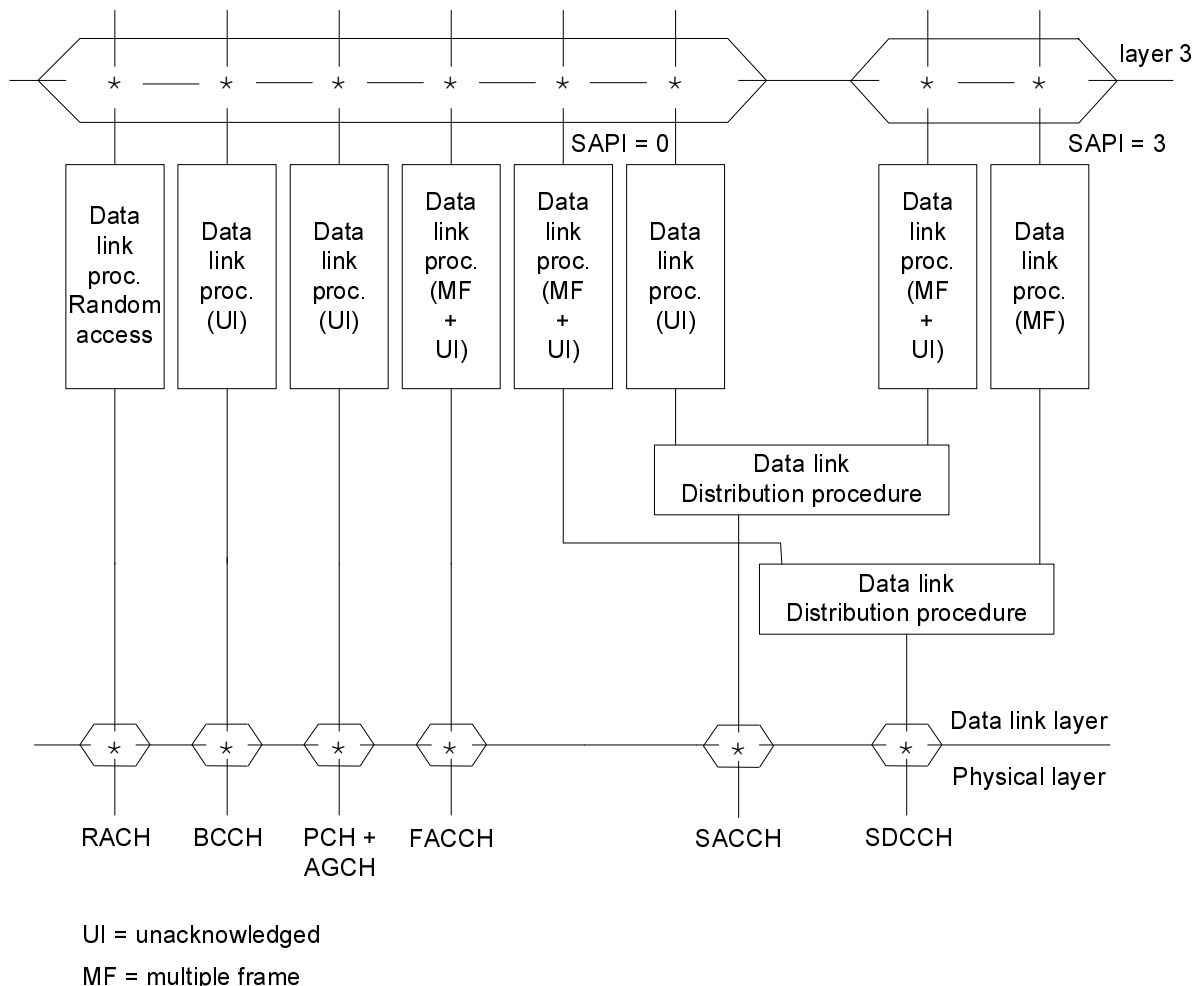 layer 3
SAPI = 0
SAPI = 3
Data
link
proc.
Random
access
Data
link
proc.
(UI)
Data
link
proc.
(UI)
Data
link
proc.
(MF
+
UI)
Data
link
proc.
(MF
+
UI)
Data
link
proc.
(UI)
Data
link
proc.
(MF
+
UI)
Data
link
proc.
(MF)
Data link
Distribution procedure
Data link
Distribution procedure
Data link layer
Physical layer
RACH
BCCH
PCH +
AGCH
FACCH
SACCH
SDCCH
UI = unacknowledged
MF = multiple frame